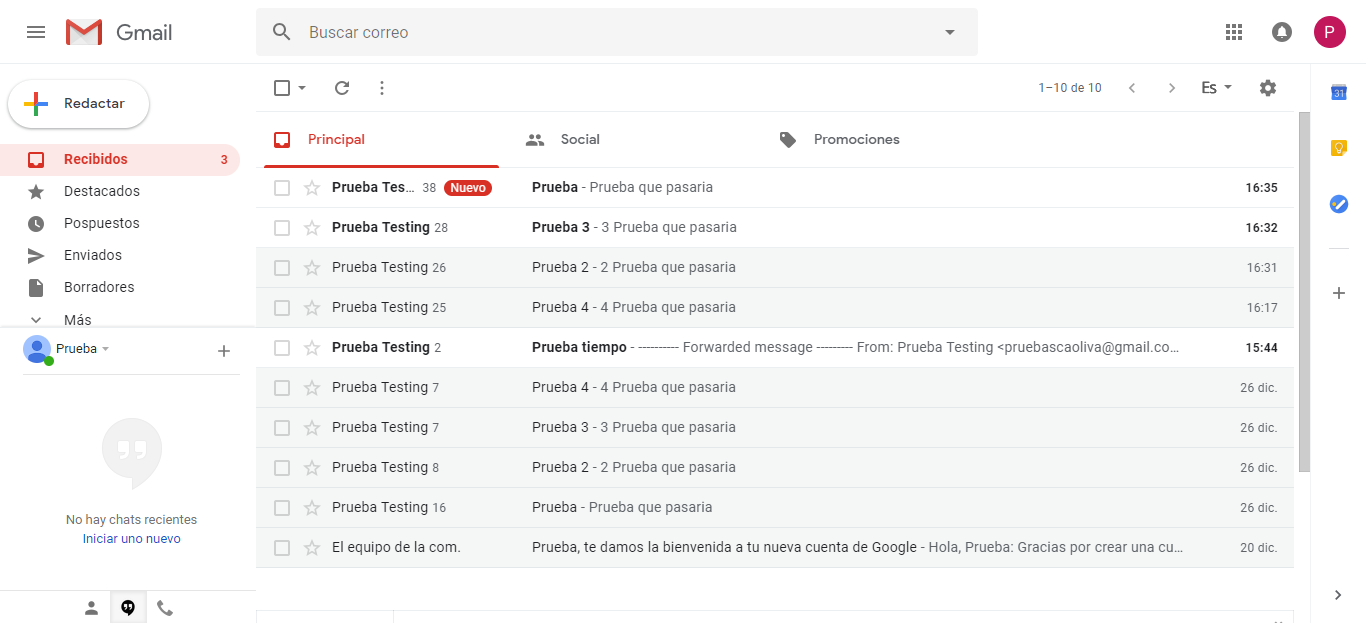 Gmail
Buscar correo
P
Redactar
1–10 de 10
Es
31
Recibidos 3
Destacados
Pospuestos
Enviados
Borradores
Más
Prueba
No hay chats recientes
Iniciar uno nuevo
Principal Social Promociones
Prueba Tes... 38 Nuevo Prueba - Prueba que pasaria 16:35
Prueba Testing 28 Prueba 3 - 3 Prueba que pasaria 16:32
Prueba Testing 26 Prueba 2 - 2 Prueba que pasaria 16:31
Prueba Testing 25 Prueba 4 - 4 Prueba que pasaria 16:17
Prueba Testing 2 Prueba tiempo - ---------- Forwarded message --------- From: Prueba Testing <pruebascaoliva@gmail.co... 15:44
Prueba Testing 7 Prueba 4 - 4 Prueba que pasaria 26 dic.
Prueba Testing 7 Prueba 3 - 3 Prueba que pasaria 26 dic.
Prueba Testing 8 Prueba 2 - 2 Prueba que pasaria 26 dic.
Prueba Testing 16 Prueba - Prueba que pasaria 26 dic.
El equipo de la com. Prueba, te damos la bienvenida a tu nueva cuenta de Google - Hola, Prueba: Gracias por crear una cu... 20 dic.